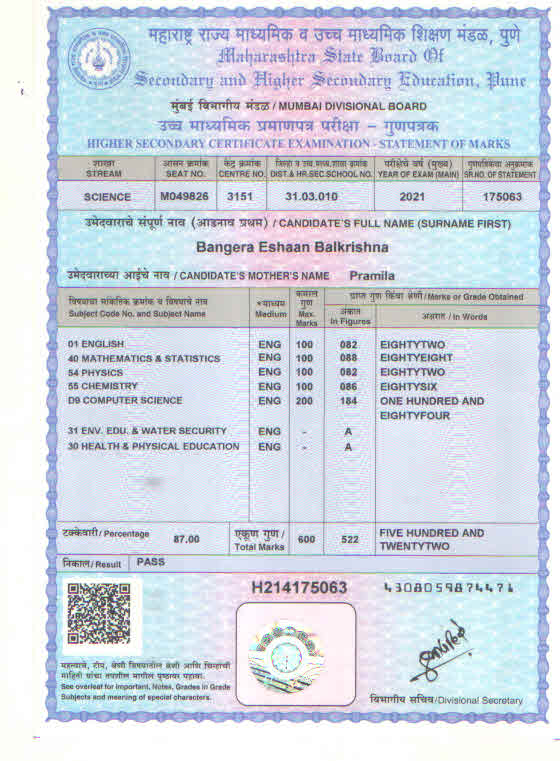 महाराष्ट्र राज्य माध्यमिक व उच्च माध्यमिक शिक्षण मंडळ, पुणे
Maharashtra State Board Of
Secondary and Higher Secondary Education, Pune
मुंबई विभागीय मंडळ / MUMBAI DIVISIONAL BOARD
उच्च माध्यमिक प्रमाणपत्र परीक्षा – गुणपत्रक
HIGHER SECONDARY CERTIFICATE EXAMINATION - STATEMENT OF MARKS
शाखा आसन क्रमांक केंद्र क्रमांक जिल्हा व उच्च.माध्य.शाळा क्रमांक परीक्षेचे वर्ष (मुख्य) गुणपत्रिकेचा अनुक्रमांक
STREAM SEAT NO. CENTRE NO. DIST.& HR.SEC.SCHOOL NO. YEAR OF EXAM (MAIN) SR.NO. OF STATEMENT
SCIENCE M049826 3151 31.03.010 2021 175063
उमेदवाराचे संपूर्ण नाव (आडनाव प्रथम) / CANDIDATE'S FULL NAME (SURNAME FIRST)
Bangera Eshaan Balkrishna
उमेदवाराच्या आईचे नाव / CANDIDATE'S MOTHER'S NAME Pramila
विषयाचा सांकेतिक क्रमांक व विषयाचे नाव माध्यम कमाल गुण प्राप्त गुण किंवा श्रेणी/Marks or Grade Obtained
Subject Code No. and Subject Name Medium Max. Marks अंकात In Figures अक्षरात / In Words
01 ENGLISH ENG 100 082 EIGHTYTWO
40 MATHEMATICS & STATISTICS ENG 100 088 EIGHTYEIGHT
54 PHYSICS ENG 100 082 EIGHTYTWO
55 CHEMISTRY ENG 100 086 EIGHTYSIX
D9 COMPUTER SCIENCE ENG 200 184 ONE HUNDRED AND
EIGHTYFOUR
31 ENV. EDU. & WATER SECURITY ENG - A
30 HEALTH & PHYSICAL EDUCATION ENG - A
टक्केवारी/ Percentage 87.00 एकूण गुण / Total Marks 600 522 FIVE HUNDRED AND
TWENTYTWO
निकाल/ Result PASS
H214175063 4308059874471
महत्वाचे, टीप, श्रेणी विषयातील श्रेणी आणि चिन्हांची
माहिती यांचा तपशील मागील पृष्ठावर पहावा.
See overleaf for important, Notes, Grades in Grade
Subjects and meaning of special characters.
विभागीय सचिव/Divisional Secretary